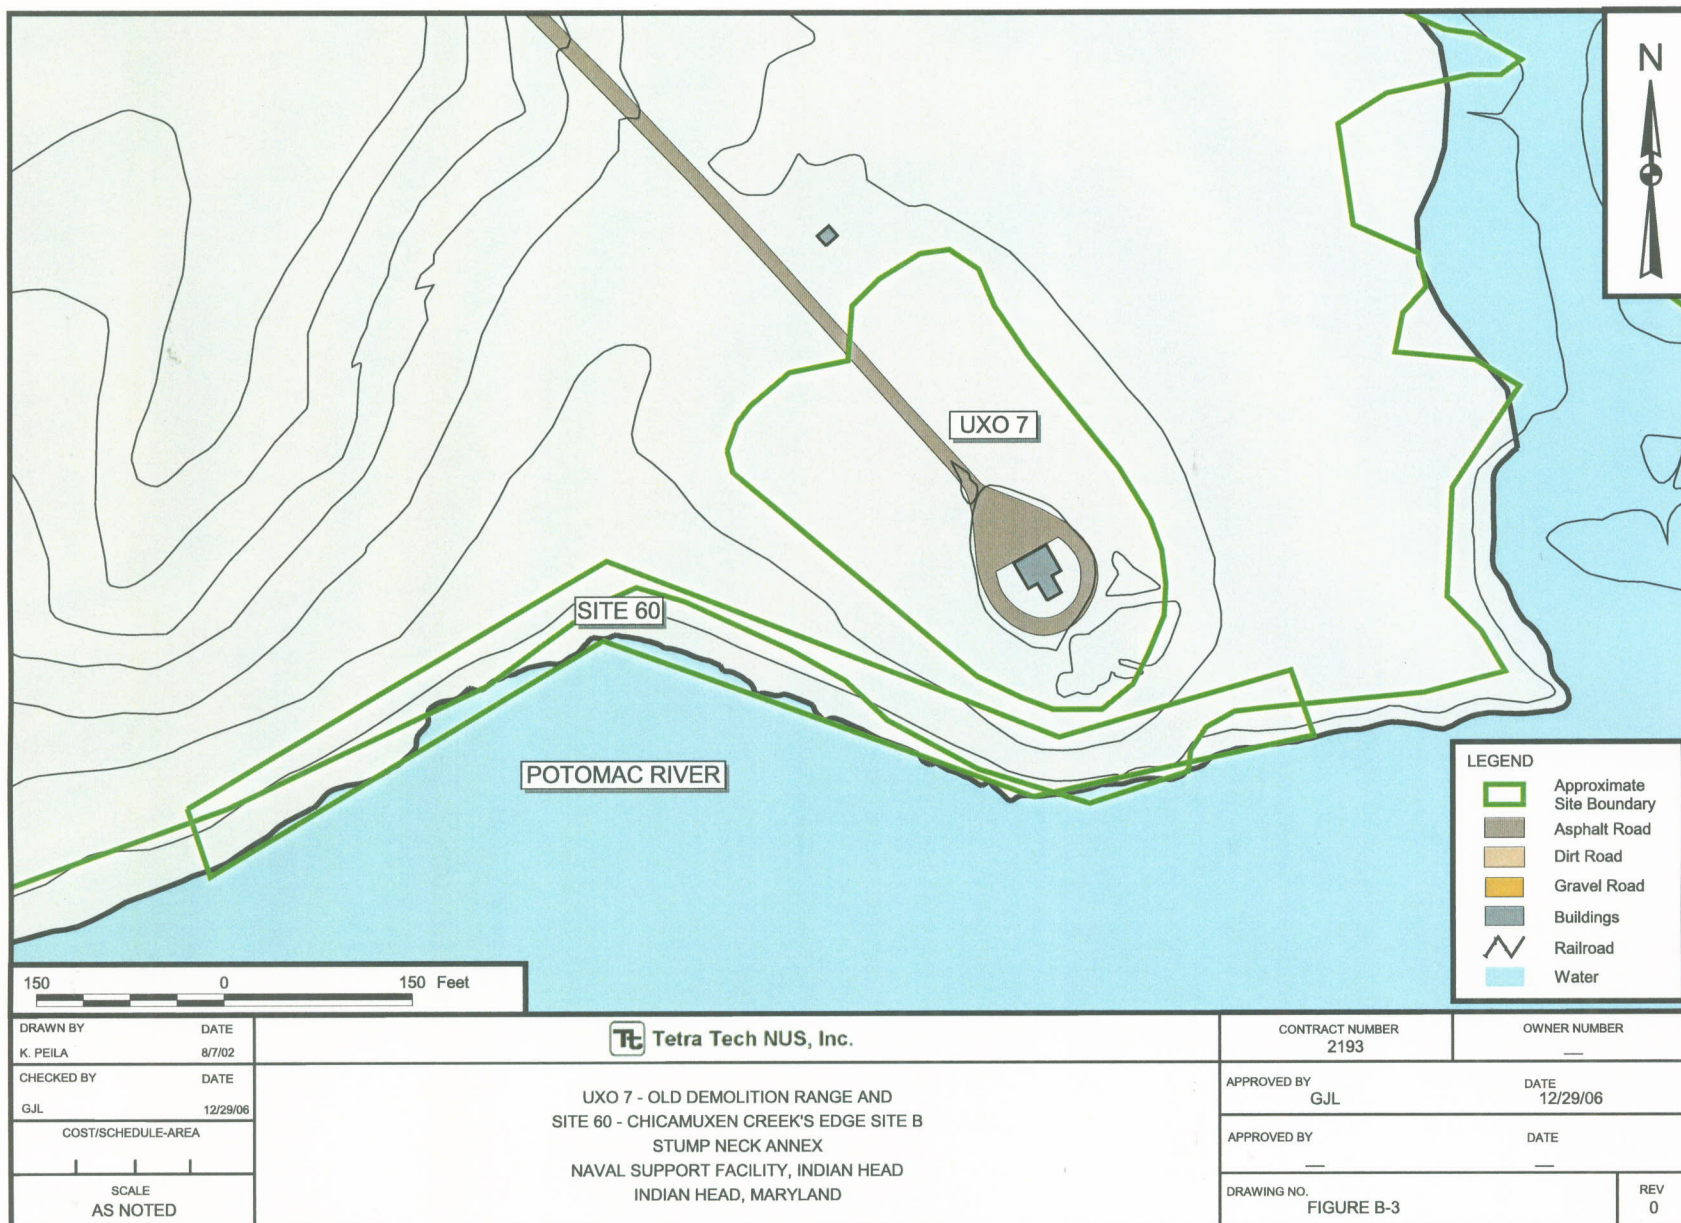 N
UXO 7
SITE 60
POTOMAC RIVER
LEGEND
Approximate
Site Boundary
Asphalt Road
Dirt Road
Gravel Road
Buildings
Railroad
Water
150 0 150 Feet
DRAWN BY DATE
K. PEILA 8/7/02
CHECKED BY DATE
GJL 12/29/06
COST/SCHEDULE-AREA
SCALE
AS NOTED
Tt Tetra Tech NUS, Inc.
UXO 7 - OLD DEMOLITION RANGE AND
SITE 60 - CHICAMUXEN CREEK'S EDGE SITE B
STUMP NECK ANNEX
NAVAL SUPPORT FACILITY, INDIAN HEAD
INDIAN HEAD, MARYLAND
CONTRACT NUMBER
2193
OWNER NUMBER
—
APPROVED BY DATE
GJL 12/29/06
APPROVED BY DATE
— —
DRAWING NO.
FIGURE B-3
REV
0